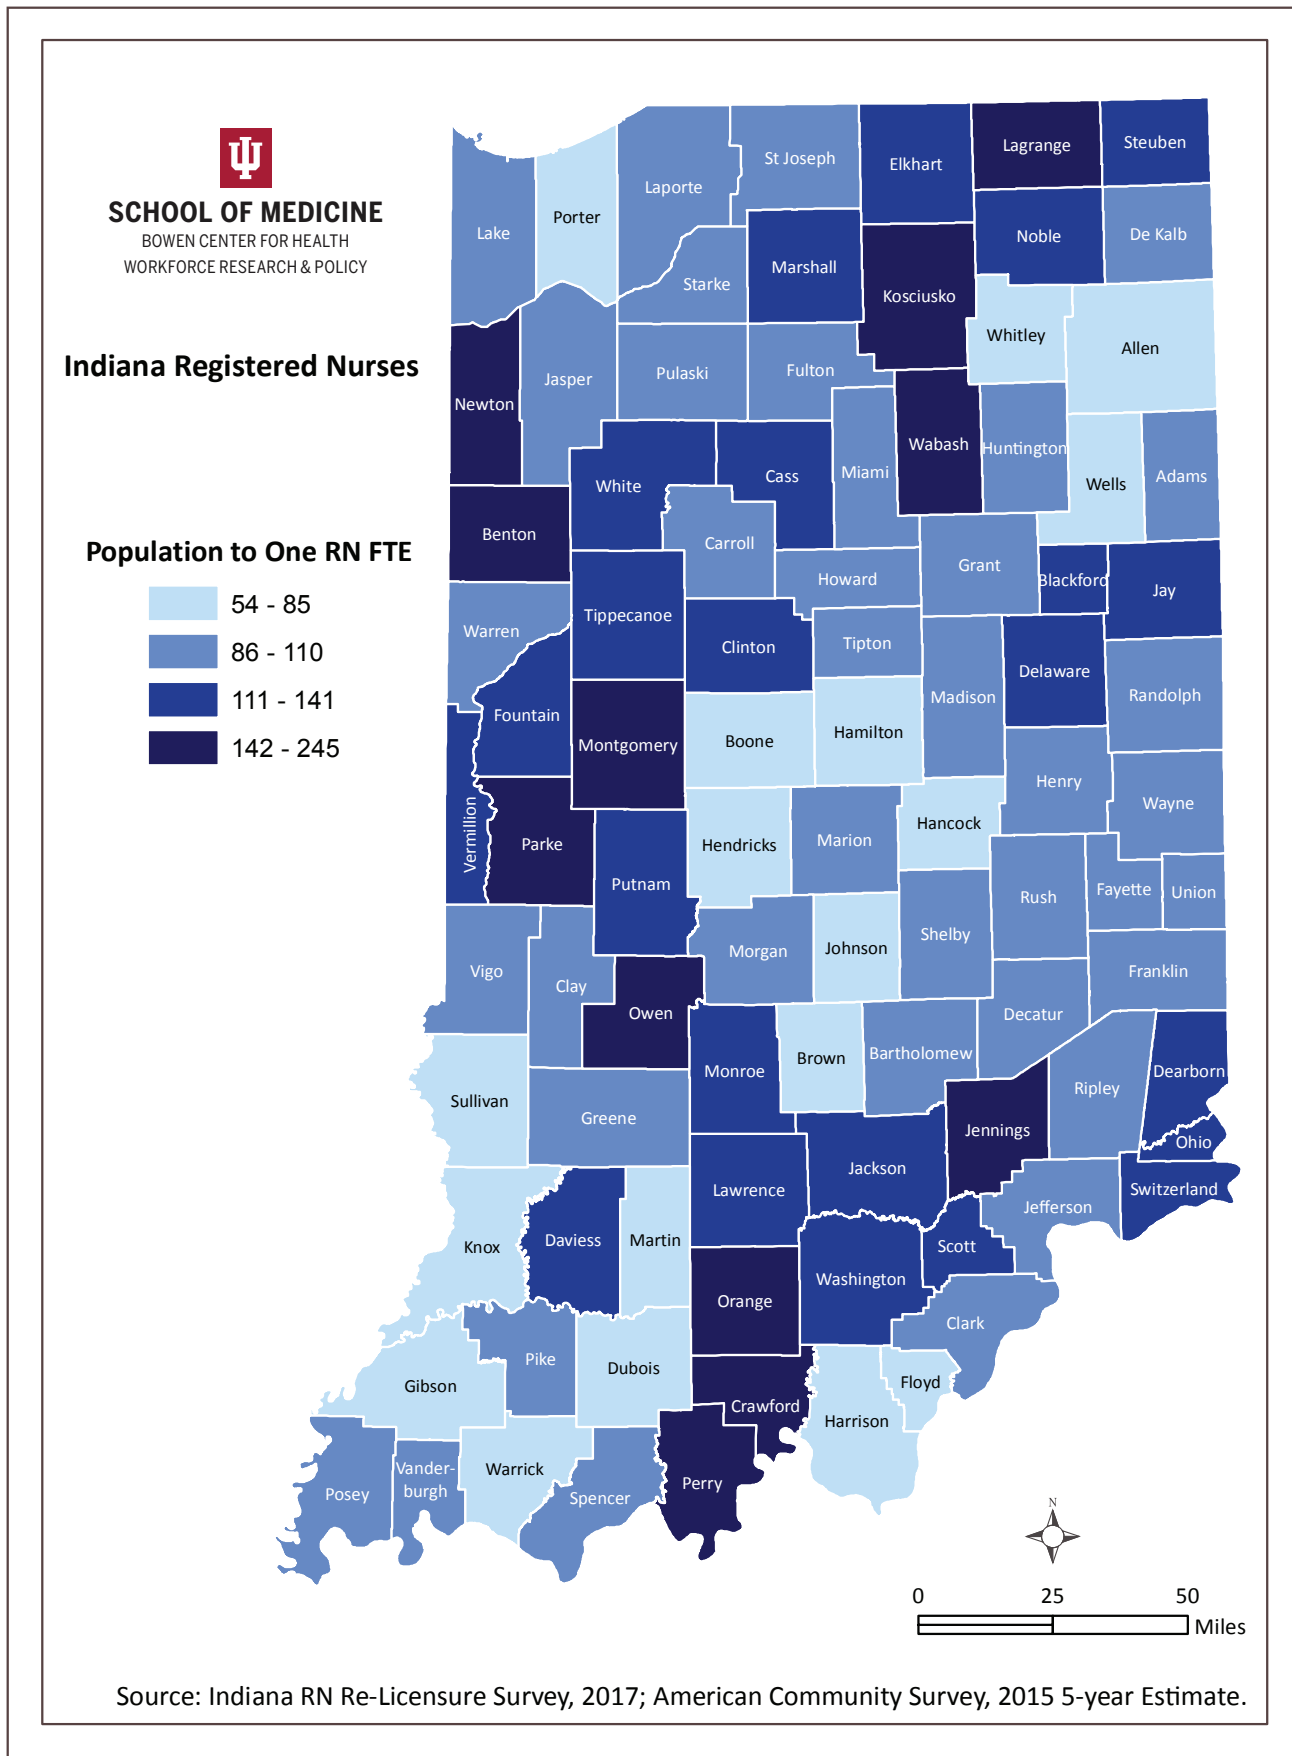 SCHOOL OF MEDICINE
BOWEN CENTER FOR HEALTH
WORKFORCE RESEARCH & POLICY
Indiana Registered Nurses
Population to One RN FTE
54 - 85
86 - 110
111 - 141
142 - 245
Lake
Porter
Laporte
St Joseph
Elkhart
Lagrange
Steuben
Starke
Marshall
Kosciusko
Noble
De Kalb
Whitley
Allen
Newton
Jasper
Pulaski
Fulton
Miami
Wabash
Huntington
Wells
Adams
White
Cass
Benton
Carroll
Howard
Grant
Blackford
Jay
Warren
Tippecanoe
Clinton
Tipton
Madison
Delaware
Randolph
Fountain
Montgomery
Boone
Hamilton
Henry
Wayne
Vermillion
Parke
Putnam
Hendricks
Marion
Hancock
Rush
Fayette
Union
Vigo
Clay
Owen
Morgan
Johnson
Shelby
Decatur
Franklin
Sullivan
Greene
Monroe
Brown
Bartholomew
Jennings
Ripley
Dearborn
Ohio
Switzerland
Knox
Daviess
Martin
Lawrence
Jackson
Scott
Jefferson
Orange
Washington
Clark
Gibson
Pike
Dubois
Crawford
Harrison
Floyd
Posey
Vander-
burgh
Warrick
Spencer
Perry
N
0 25 50
Miles
Source: Indiana RN Re-Licensure Survey, 2017; American Community Survey, 2015 5-year Estimate.